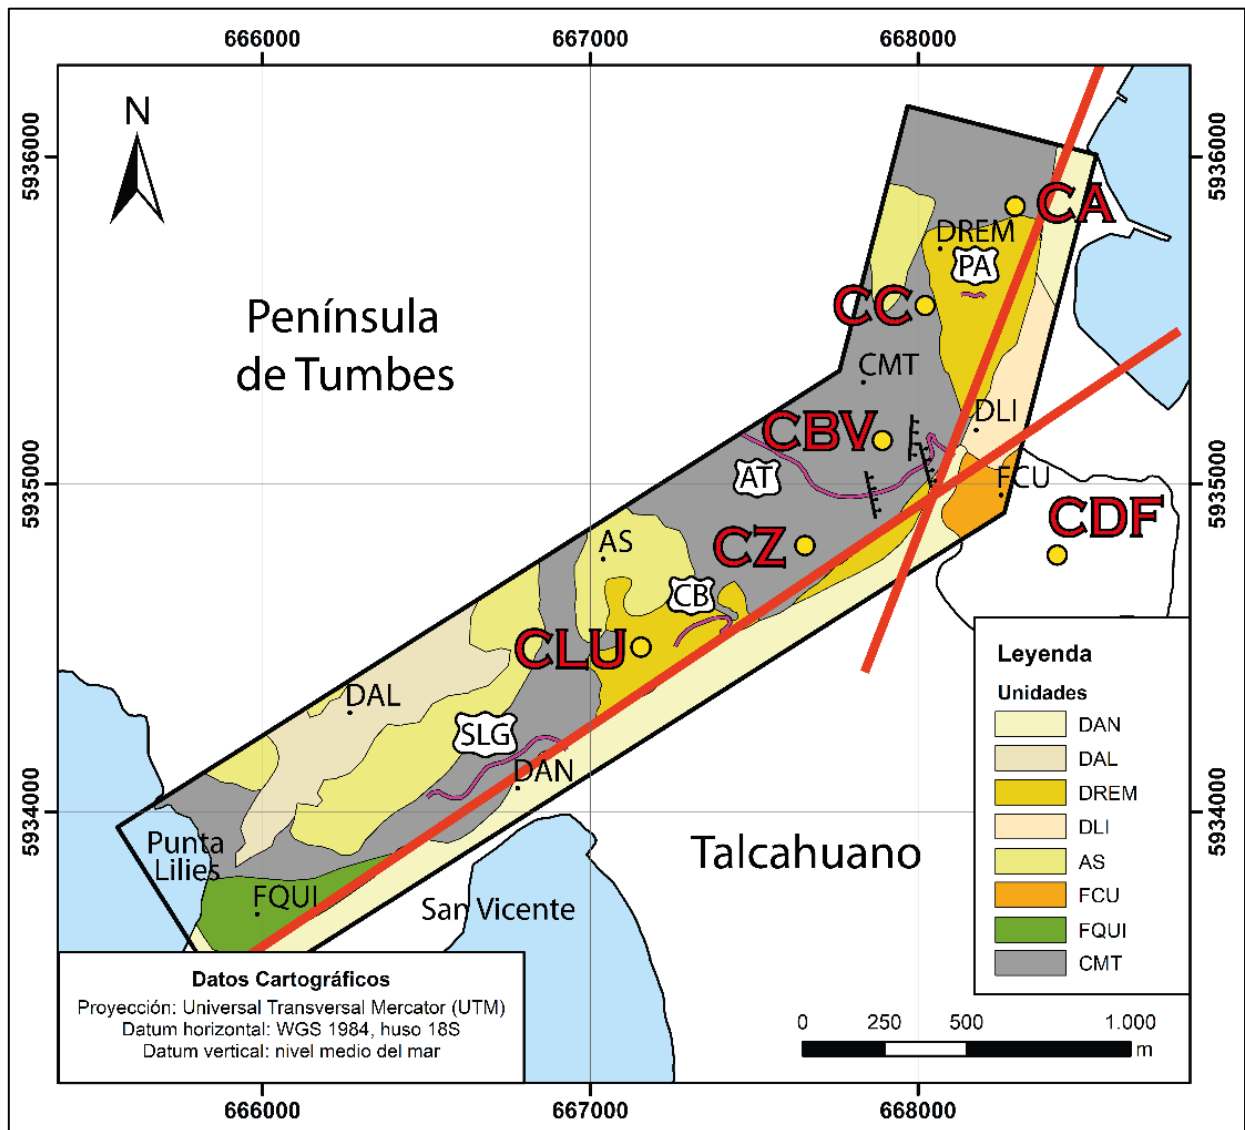 666000
667000
668000
5936000
5936000
N
CA
DREM
PA
CC
Península
de Tumbes
CMT
DLI
CBV
5935000
5935000
AT
FCU
CDF
CZ
AS
CB
CLU
Leyenda
Unidades
DAN
DAL
DREM
DLI
AS
FCU
FQUI
CMT
DAL
SLG
DAN
5934000
5934000
Punta
Lilies
Talcahuano
FQUI
San Vicente
Datos Cartográficos
Proyección: Universal Transversal Mercator (UTM)
Datum horizontal: WGS 1984, huso 18S
Datum vertical: nivel medio del mar
0 250 500 1.000
m
666000
667000
668000